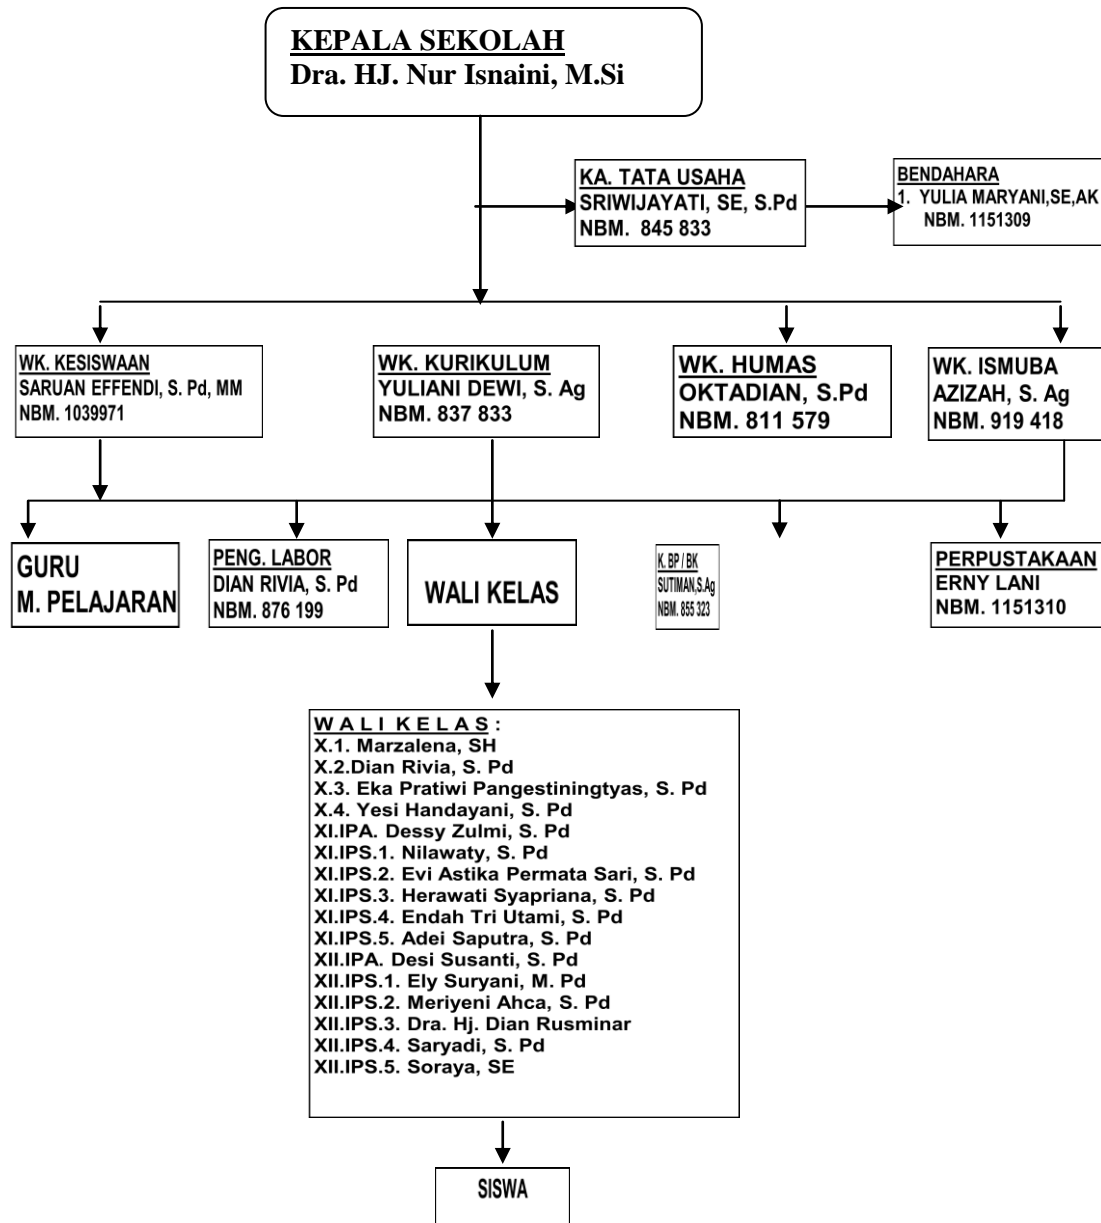 KEPALA SEKOLAH
Dra. HJ. Nur Isnaini, M.Si
KA. TATA USAHA
SRIWIJAYATI, SE, S.Pd
NBM. 845 833
BENDAHARA
1. YULIA MARYANI,SE,AK
NBM. 1151309
WK. KESISWAAN
SARUAN EFFENDI, S. Pd, MM
NBM. 1039971
WK. KURIKULUM
YULIANI DEWI, S. Ag
NBM. 837 833
WK. HUMAS
OKTADIAN, S.Pd
NBM. 811 579
WK. ISMUBA
AZIZAH, S. Ag
NBM. 919 418
GURU
M. PELAJARAN
PENG. LABOR
DIAN RIVIA, S. Pd
NBM. 876 199
WALI KELAS
K. BP / BK
SUTIMAN,S.Ag
NBM. 855 323
PERPUSTAKAAN
ERNY LANI
NBM. 1151310
W A L I K E L A S :
X.1. Marzalena, SH
X.2.Dian Rivia, S. Pd
X.3. Eka Pratiwi Pangestiningtyas, S. Pd
X.4. Yesi Handayani, S. Pd
XI.IPA. Dessy Zulmi, S. Pd
XI.IPS.1. Nilawaty, S. Pd
XI.IPS.2. Evi Astika Permata Sari, S. Pd
XI.IPS.3. Herawati Syapriana, S. Pd
XI.IPS.4. Endah Tri Utami, S. Pd
XI.IPS.5. Adei Saputra, S. Pd
XII.IPA. Desi Susanti, S. Pd
XII.IPS.1. Ely Suryani, M. Pd
XII.IPS.2. Meriyeni Ahca, S. Pd
XII.IPS.3. Dra. Hj. Dian Rusminar
XII.IPS.4. Saryadi, S. Pd
XII.IPS.5. Soraya, SE
SISWA